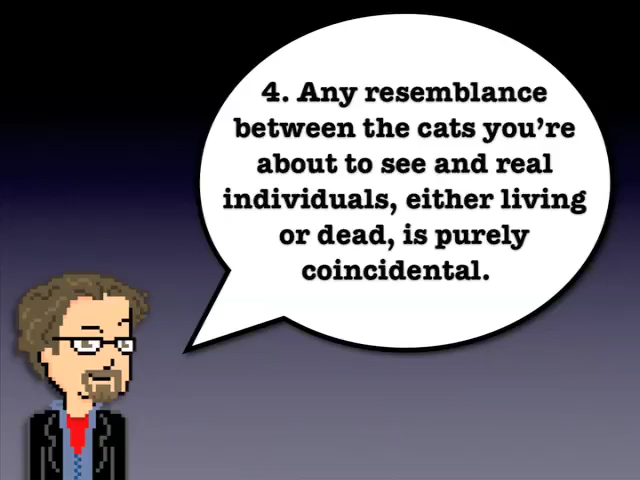 4. Any resemblance
between the cats you’re
about to see and real
individuals, either living
or dead, is purely
coincidental.